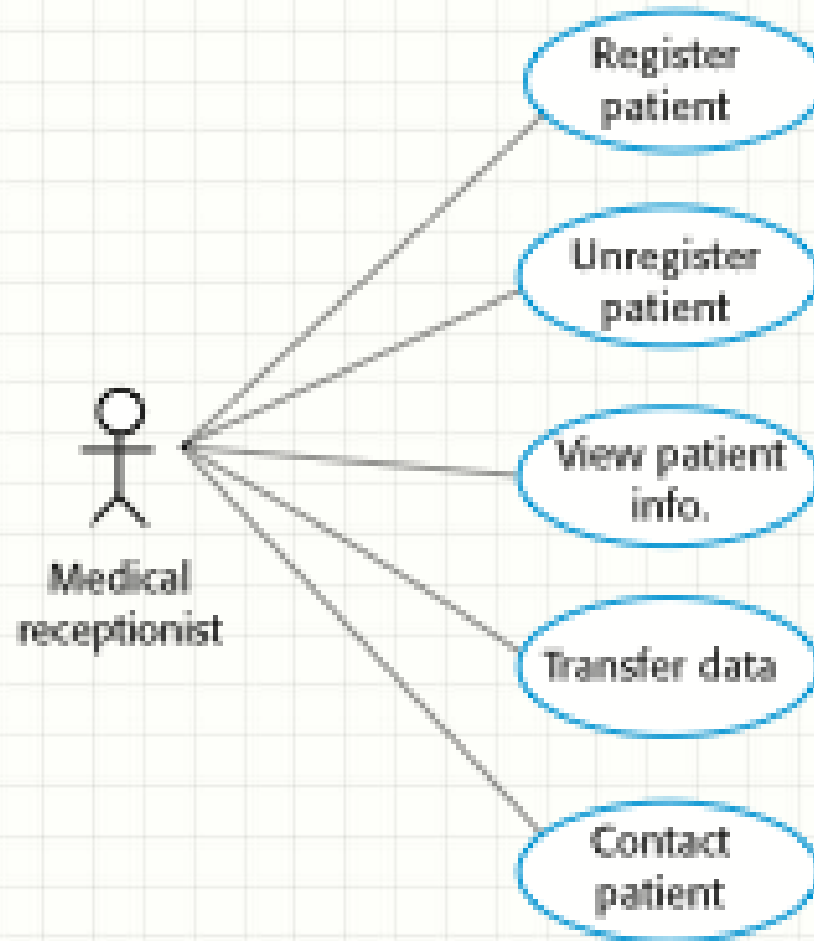 Register
patient
Unregister
patient
View patient
info.
Medical
receptionist
Transfer data
Contact
patient